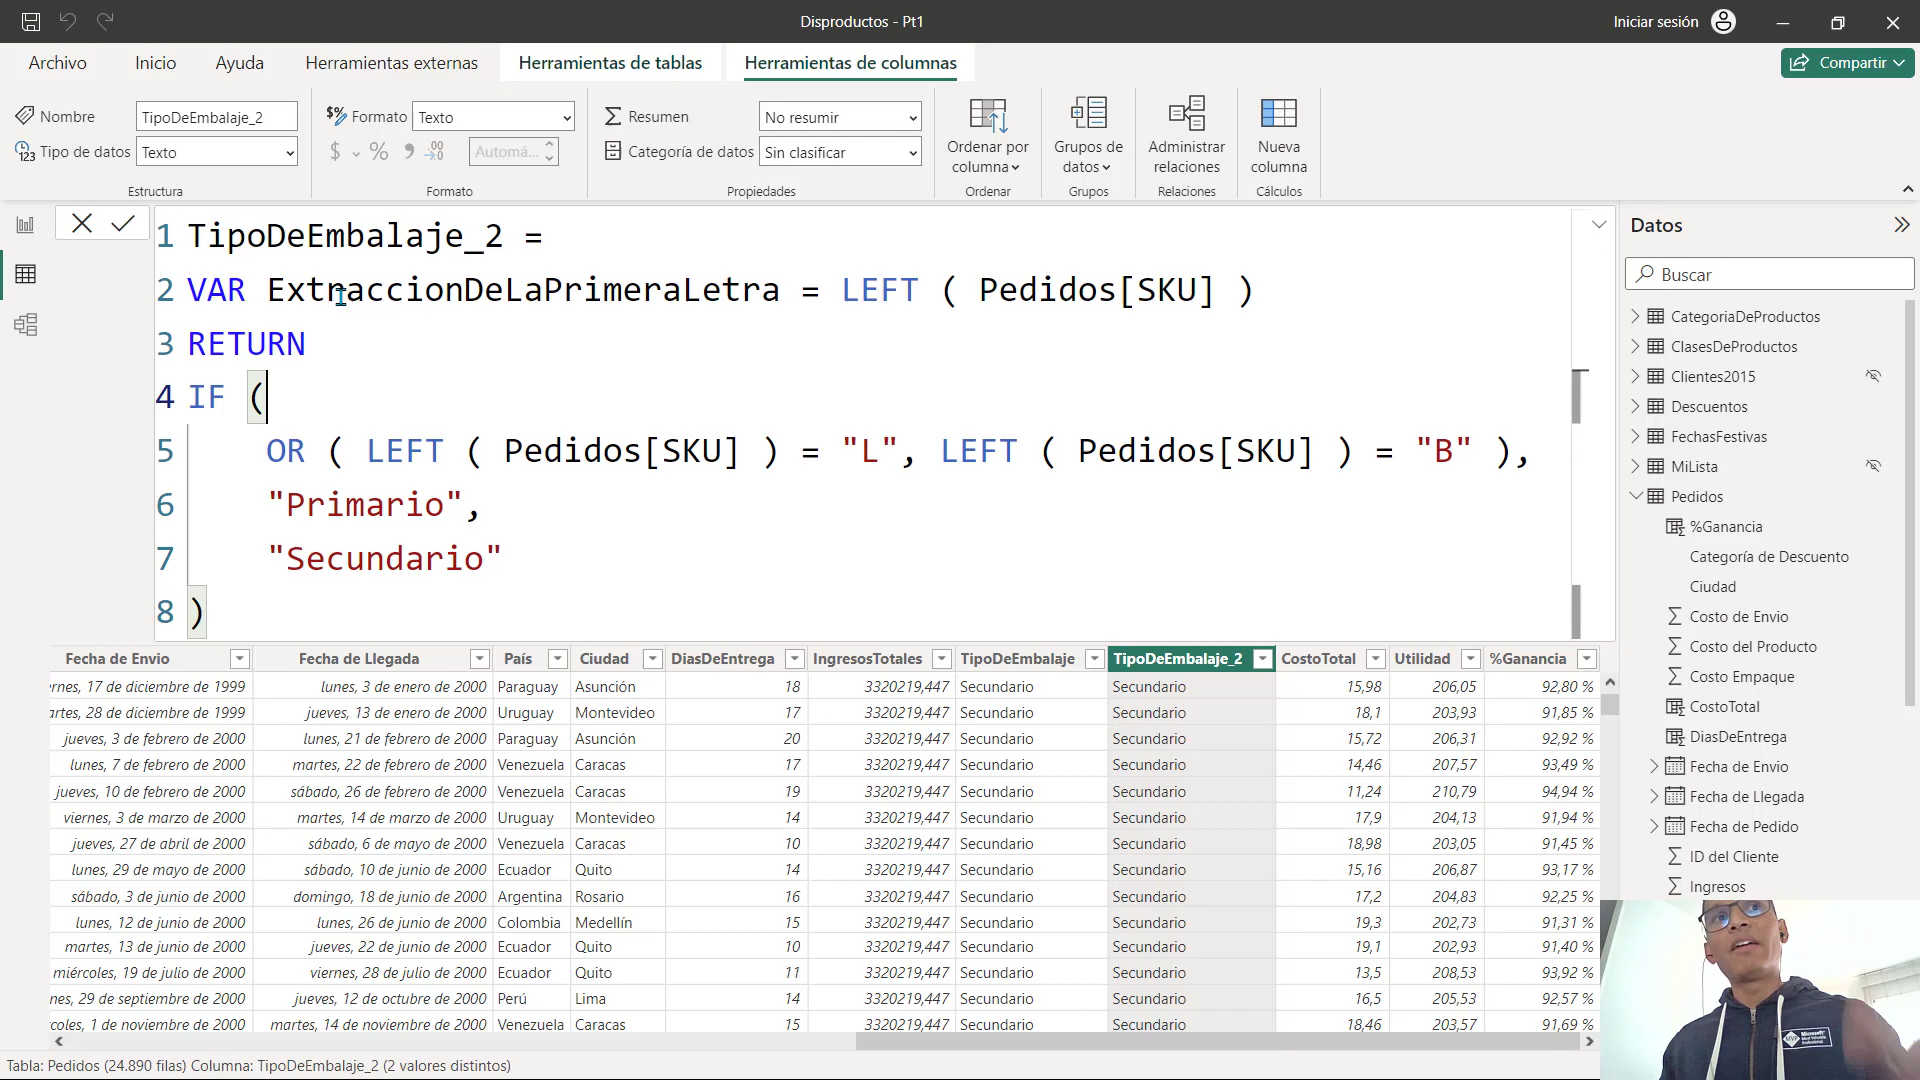 Disproductos - Pt1
Iniciar sesión
Archivo
Inicio
Ayuda
Herramientas externas
Herramientas de tablas
Herramientas de columnas
Compartir
Nombre
TipoDeEmbalaje_2
Tipo de datos
Texto
Estructura
Formato
Texto
$ % 9 .00
Automá...
Formato
Resumen
No resumir
Categoría de datos
Sin clasificar
Propiedades
Ordenar por
columna
Ordenar
Grupos de
datos
Grupos
Administrar
relaciones
Relaciones
Nueva
columna
Cálculos
1 TipoDeEmbalaje_2 =
2 VAR ExtraccionDeLaPrimeraLetra = LEFT ( Pedidos[SKU] )
3 RETURN
4 IF (
5 OR ( LEFT ( Pedidos[SKU] ) = "L", LEFT ( Pedidos[SKU] ) = "B" ),
6 "Primario",
7 "Secundario"
8 )
Fecha de Envio Fecha de Llegada País Ciudad DiasDeEntrega IngresosTotales TipoDeEmbalaje TipoDeEmbalaje_2 CostoTotal Utilidad %Ganancia
rnes, 17 de diciembre de 1999 lunes, 3 de enero de 2000 Paraguay Asunción 18 3320219,447 Secundario Secundario 15,98 206,05 92,80 %
artes, 28 de diciembre de 1999 jueves, 13 de enero de 2000 Uruguay Montevideo 17 3320219,447 Secundario Secundario 18,1 203,93 91,85 %
jueves, 3 de febrero de 2000 lunes, 21 de febrero de 2000 Paraguay Asunción 20 3320219,447 Secundario Secundario 15,72 206,31 92,92 %
lunes, 7 de febrero de 2000 martes, 22 de febrero de 2000 Venezuela Caracas 17 3320219,447 Secundario Secundario 14,46 207,57 93,49 %
jueves, 10 de febrero de 2000 sábado, 26 de febrero de 2000 Venezuela Caracas 19 3320219,447 Secundario Secundario 11,24 210,79 94,94 %
viernes, 3 de marzo de 2000 martes, 14 de marzo de 2000 Uruguay Montevideo 14 3320219,447 Secundario Secundario 17,9 204,13 91,94 %
jueves, 27 de abril de 2000 sábado, 6 de mayo de 2000 Venezuela Caracas 10 3320219,447 Secundario Secundario 18,98 203,05 91,45 %
lunes, 29 de mayo de 2000 sábado, 10 de junio de 2000 Ecuador Quito 14 3320219,447 Secundario Secundario 15,16 206,87 93,17 %
sábado, 3 de junio de 2000 domingo, 18 de junio de 2000 Argentina Rosario 16 3320219,447 Secundario Secundario 17,2 204,83 92,25 %
lunes, 12 de junio de 2000 lunes, 26 de junio de 2000 Colombia Medellín 15 3320219,447 Secundario Secundario 19,3 202,73 91,31 %
martes, 13 de junio de 2000 jueves, 22 de junio de 2000 Ecuador Quito 10 3320219,447 Secundario Secundario 19,1 202,93 91,40 %
miércoles, 19 de julio de 2000 viernes, 28 de julio de 2000 Ecuador Quito 11 3320219,447 Secundario Secundario 13,5 208,53 93,92 %
nes, 29 de septiembre de 2000 jueves, 12 de octubre de 2000 Perú Lima 14 3320219,447 Secundario Secundario 16,5 205,53 92,57 %
coles, 1 de noviembre de 2000 martes, 14 de noviembre de 2000 Venezuela Caracas 15 3320219,447 Secundario Secundario 18,46 203,57 91,69 %
Tabla: Pedidos (24.890 filas) Columna: TipoDeEmbalaje_2 (2 valores distintos)
Datos
Buscar
CategoriaDeProductos
ClasesDeProductos
Clientes2015
Descuentos
FechasFestivas
MiLista
Pedidos
%Ganancia
Categoría de Descuento
Ciudad
Costo de Envio
Costo del Producto
Costo Empaque
CostoTotal
DiasDeEntrega
Fecha de Envio
Fecha de Llegada
Fecha de Pedido
ID del Cliente
Ingresos